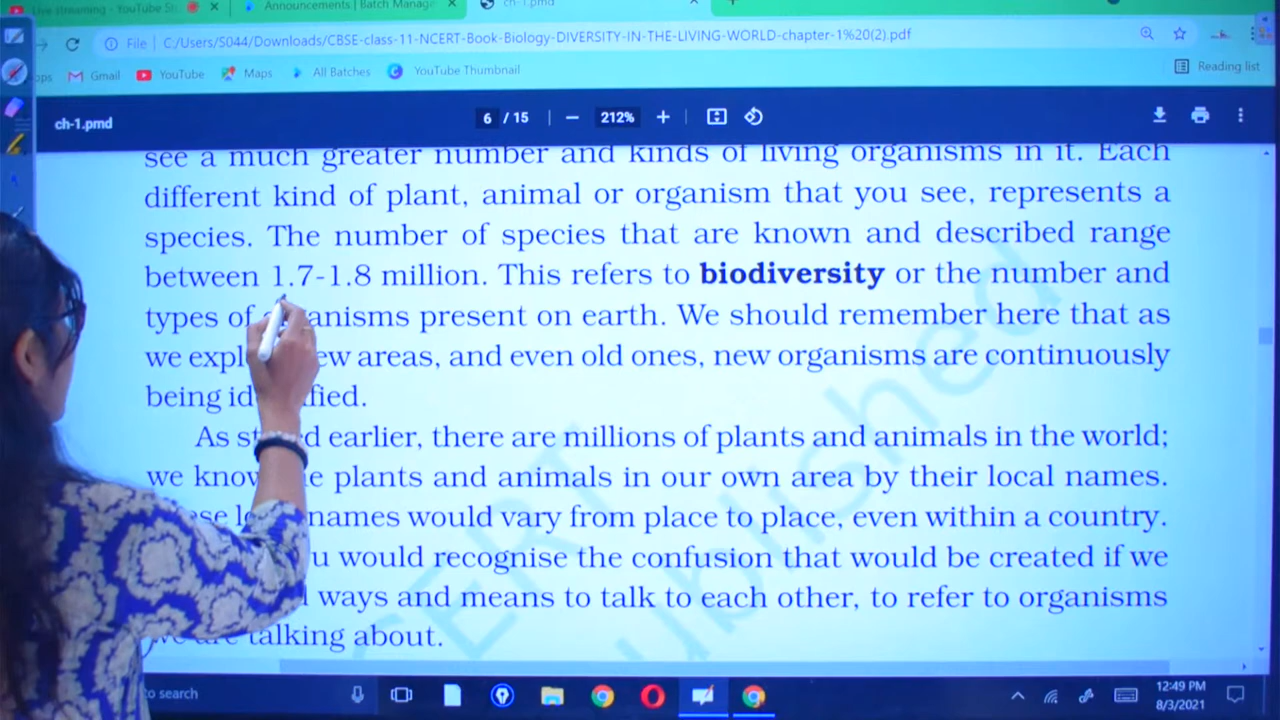 Live streaming - YouTube St
Announcements | Batch Manage
ch-1.pmd
File | C:/Users/S044/Downloads/CBSE-class-11-NCERT-Book-Biology-DIVERSITY-IN-THE-LIVING-WORLD-chapter-1%20(2).pdf
Gmail YouTube Maps All Batches YouTube Thumbnail Reading list
ch-1.pmd 6 / 15 212%
see a much greater number and kinds of living organisms in it. Each
different kind of plant, animal or organism that you see, represents a
species. The number of species that are known and described range
between 1.7-1.8 million. This refers to biodiversity or the number and
types of anisms present on earth. We should remember here that as
we expl ew areas, and even old ones, new organisms are continuously
being id fied.
As st d earlier, there are millions of plants and animals in the world;
we know e plants and animals in our own area by their local names.
se lo names would vary from place to place, even within a country.
u would recognise the confusion that would be created if we
l ways and means to talk to each other, to refer to organisms
we are talking about.
to search
12:49 PM
8/3/2021